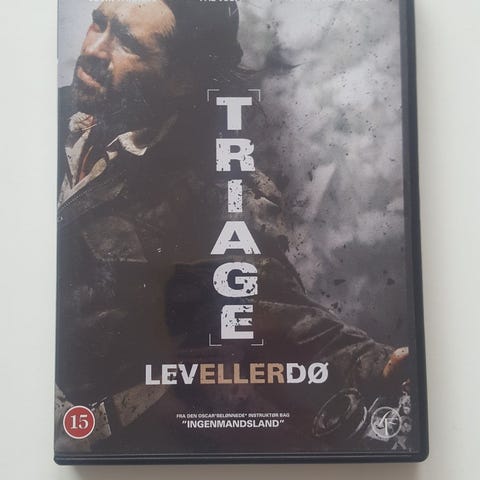 TRIAGE
LEVELLERDØ
15
FRA DEN OSCAR®BELØNNEDE* INSTRUKTØR BAG
"INGENMANDSLAND"